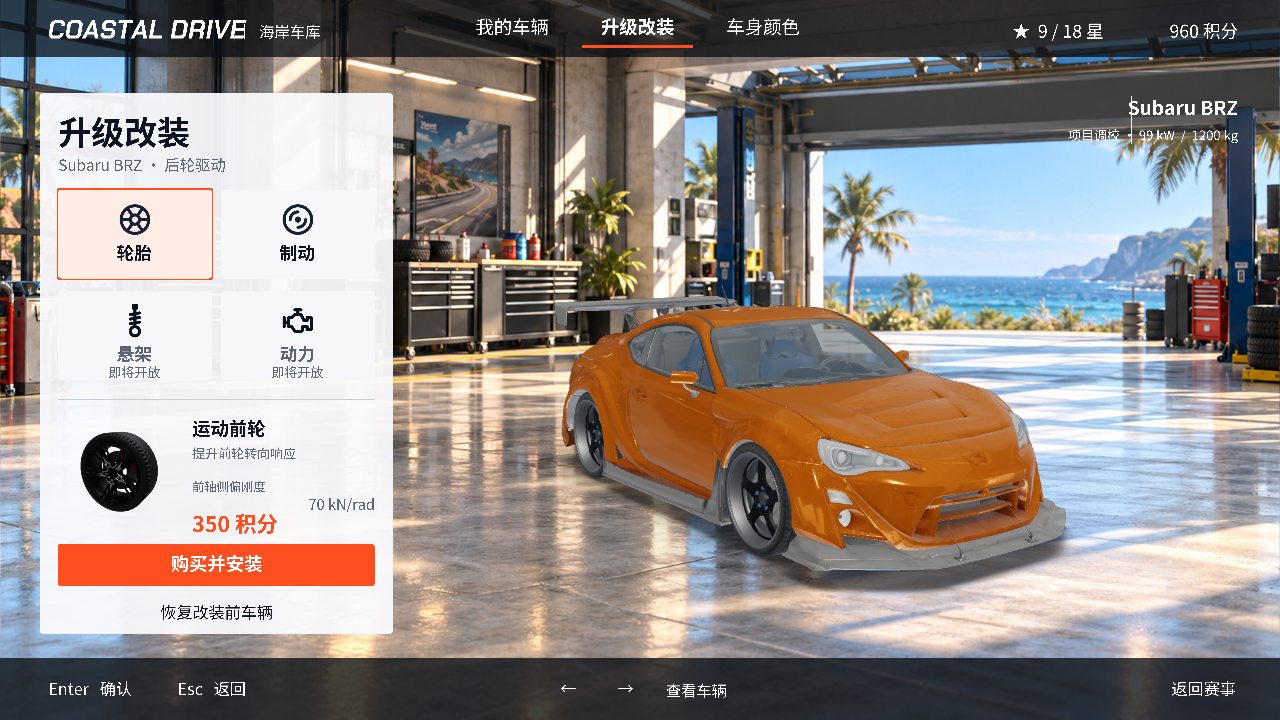 COASTAL DRIVE 海岸车库
我的车辆
升级改装
车身颜色
★ 9 / 18 星
960 积分
Subaru BRZ
项目调校 · 99 kW / 1200 kg
升级改装
Subaru BRZ · 后轮驱动
轮胎
制动
悬架
即将开放
动力
即将开放
运动前轮
提升前轮转向响应
前轴侧偏刚度
70 kN/rad
350 积分
购买并安装
恢复改装前车辆
Enter 确认
Esc 返回
← → 查看车辆
返回赛事